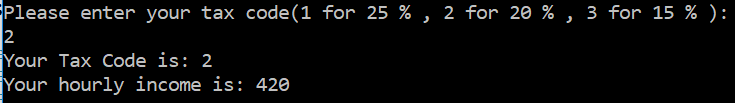 Please enter your tax code(1 for 25 % , 2 for 20 % , 3 for 15 % ):
2
Your Tax Code is: 2
Your hourly income is: 420